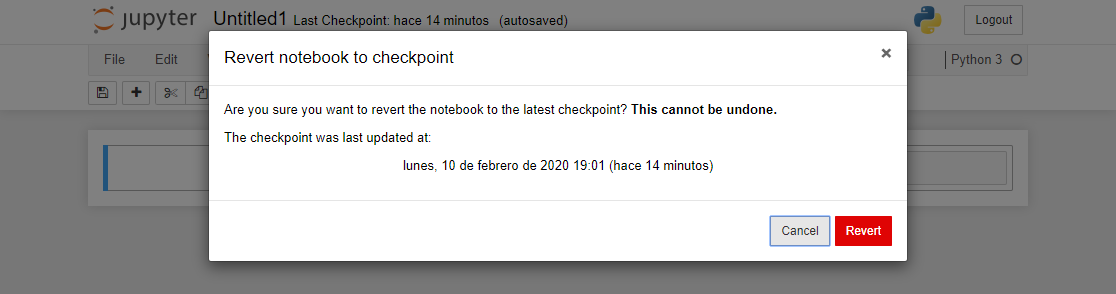 jupyter Untitled1 Last Checkpoint: hace 14 minutos (autosaved)
Logout
File Edit
Python 3
Revert notebook to checkpoint
Are you sure you want to revert the notebook to the latest checkpoint? This cannot be undone.
The checkpoint was last updated at:
lunes, 10 de febrero de 2020 19:01 (hace 14 minutos)
Cancel Revert